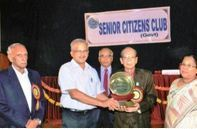 SENIOR CITIZENS CLUB
(Govt)